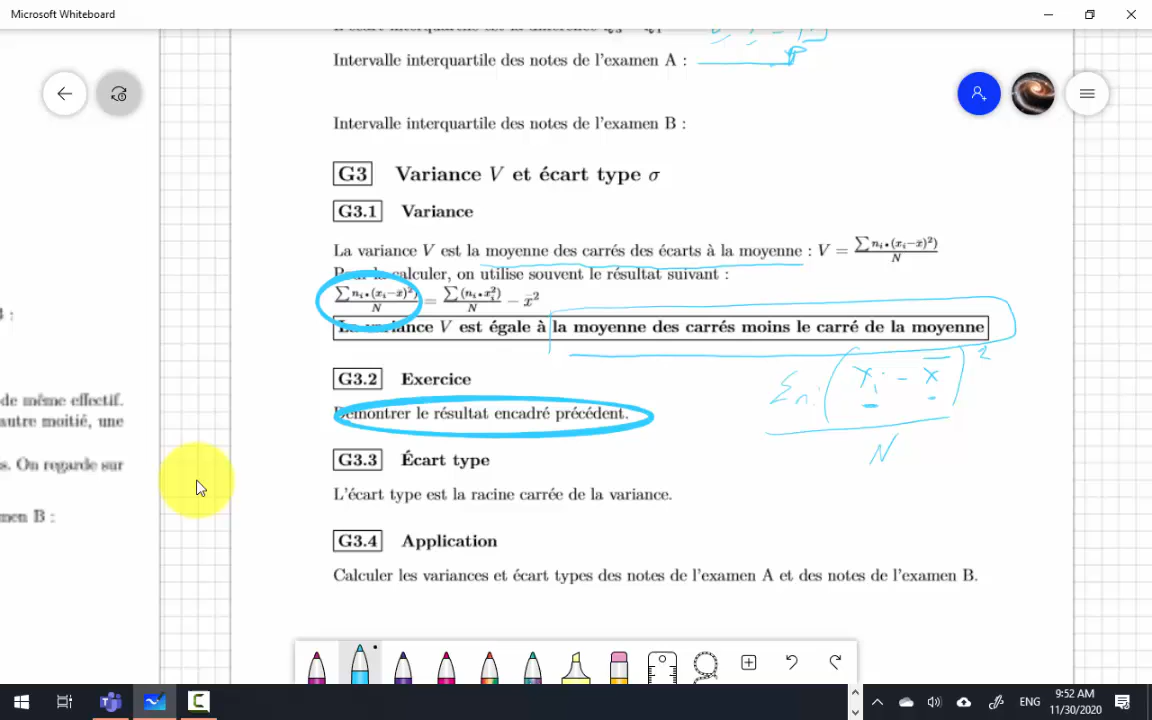 Microsoft Whiteboard
Intervalle interquartile des notes de l'examen A :
Intervalle interquartile des notes de l'examen B :
G3 Variance V et écart type σ
G3.1 Variance
La variance V est la moyenne des carrés des écarts à la moyenne : V = ∑ nᵢ•(xᵢ−x̄)²) / N
Pour la calculer, on utilise souvent le résultat suivant :
∑ nᵢ•(xᵢ−x̄)²) / N = ∑(nᵢ•xᵢ²) / N − x̄²
La variance V est égale à la moyenne des carrés moins le carré de la moyenne
Σnᵢ(xᵢ - x̄)² / N
G3.2 Exercice
Démontrer le résultat encadré précédent.
G3.3 Écart type
L'écart type est la racine carrée de la variance.
G3.4 Application
Calculer les variances et écart types des notes de l'examen A et des notes de l'examen B.
de même effectif.
autre moitié, une
s. On regarde sur
men B :
ENG
9:52 AM
11/30/2020